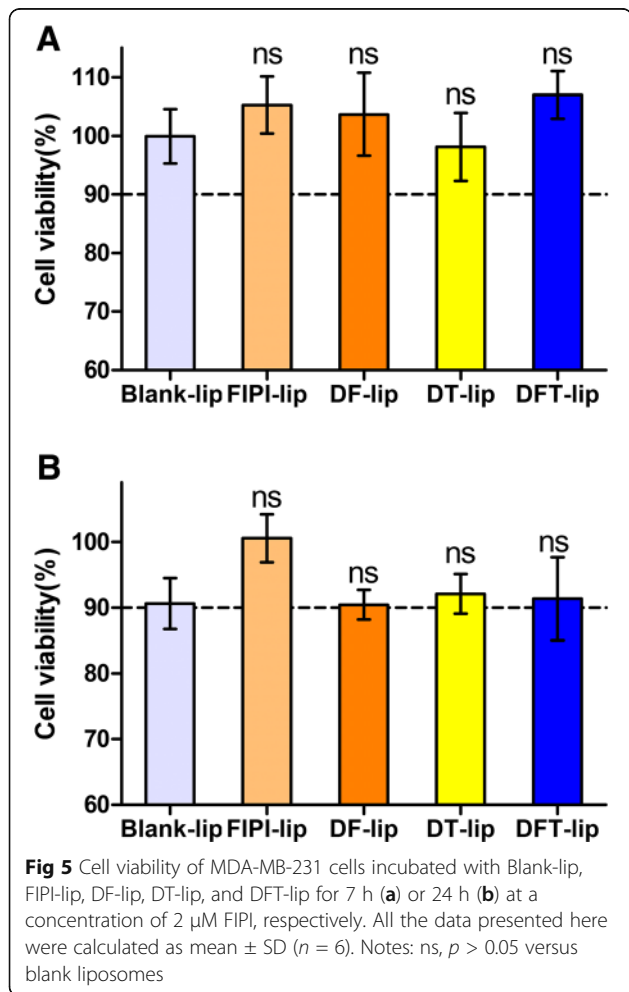 A
Cell viability(%)
110
100
90
80
70
60
ns
ns
ns
ns
Blank-lip FIPI-lip DF-lip DT-lip DFT-lip
B
Cell viability(%)
100
90
80
70
60
ns
ns
ns
ns
Blank-lip FIPI-lip DF-lip DT-lip DFT-lip
Fig 5 Cell viability of MDA-MB-231 cells incubated with Blank-lip,
FIPI-lip, DF-lip, DT-lip, and DFT-lip for 7 h (a) or 24 h (b) at a
concentration of 2 μM FIPI, respectively. All the data presented here
were calculated as mean ± SD (n = 6). Notes: ns, p > 0.05 versus
blank liposomes